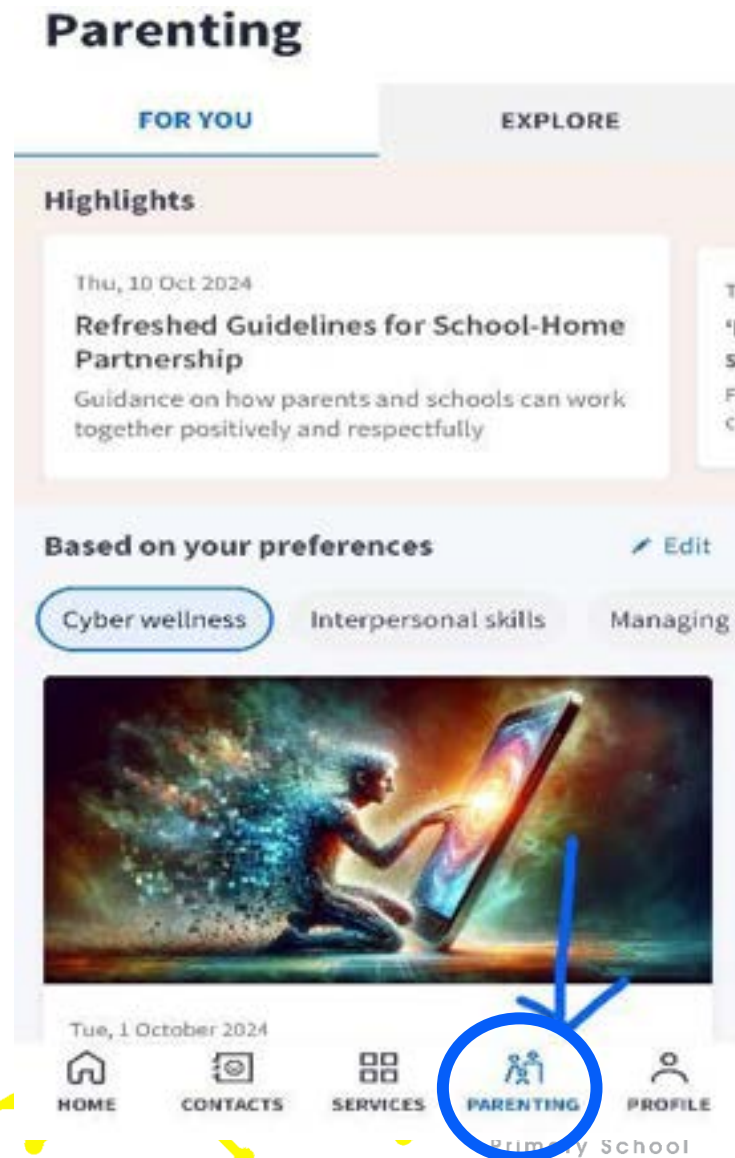 Parenting
FOR YOU EXPLORE
Highlights
Thu, 10 Oct 2024
Refreshed Guidelines for School-Home
Partnership
Guidance on how parents and schools can work
together positively and respectfully
Based on your preferences Edit
Cyber wellness Interpersonal skills Managing
Tue, 1 October 2024
HOME CONTACTS SERVICES PARENTING PROFILE
Primary School